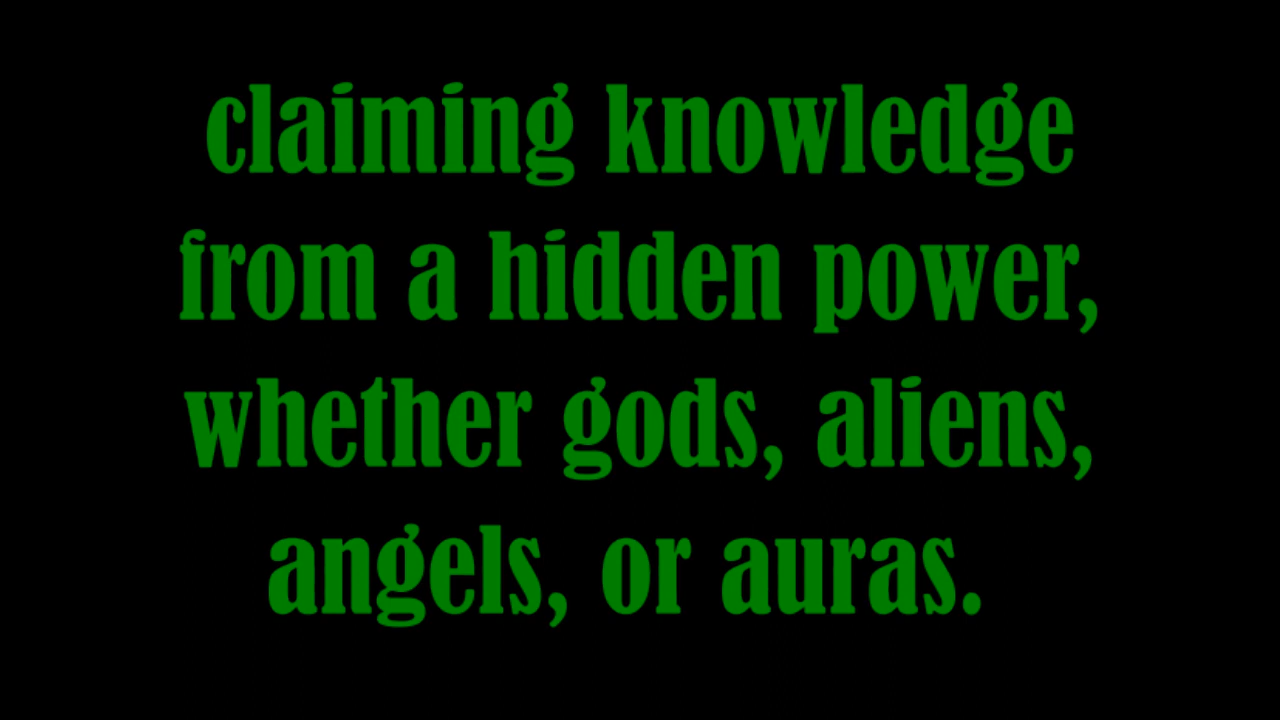 claiming knowledge
from a hidden power,
whether gods, aliens,
angels, or auras.